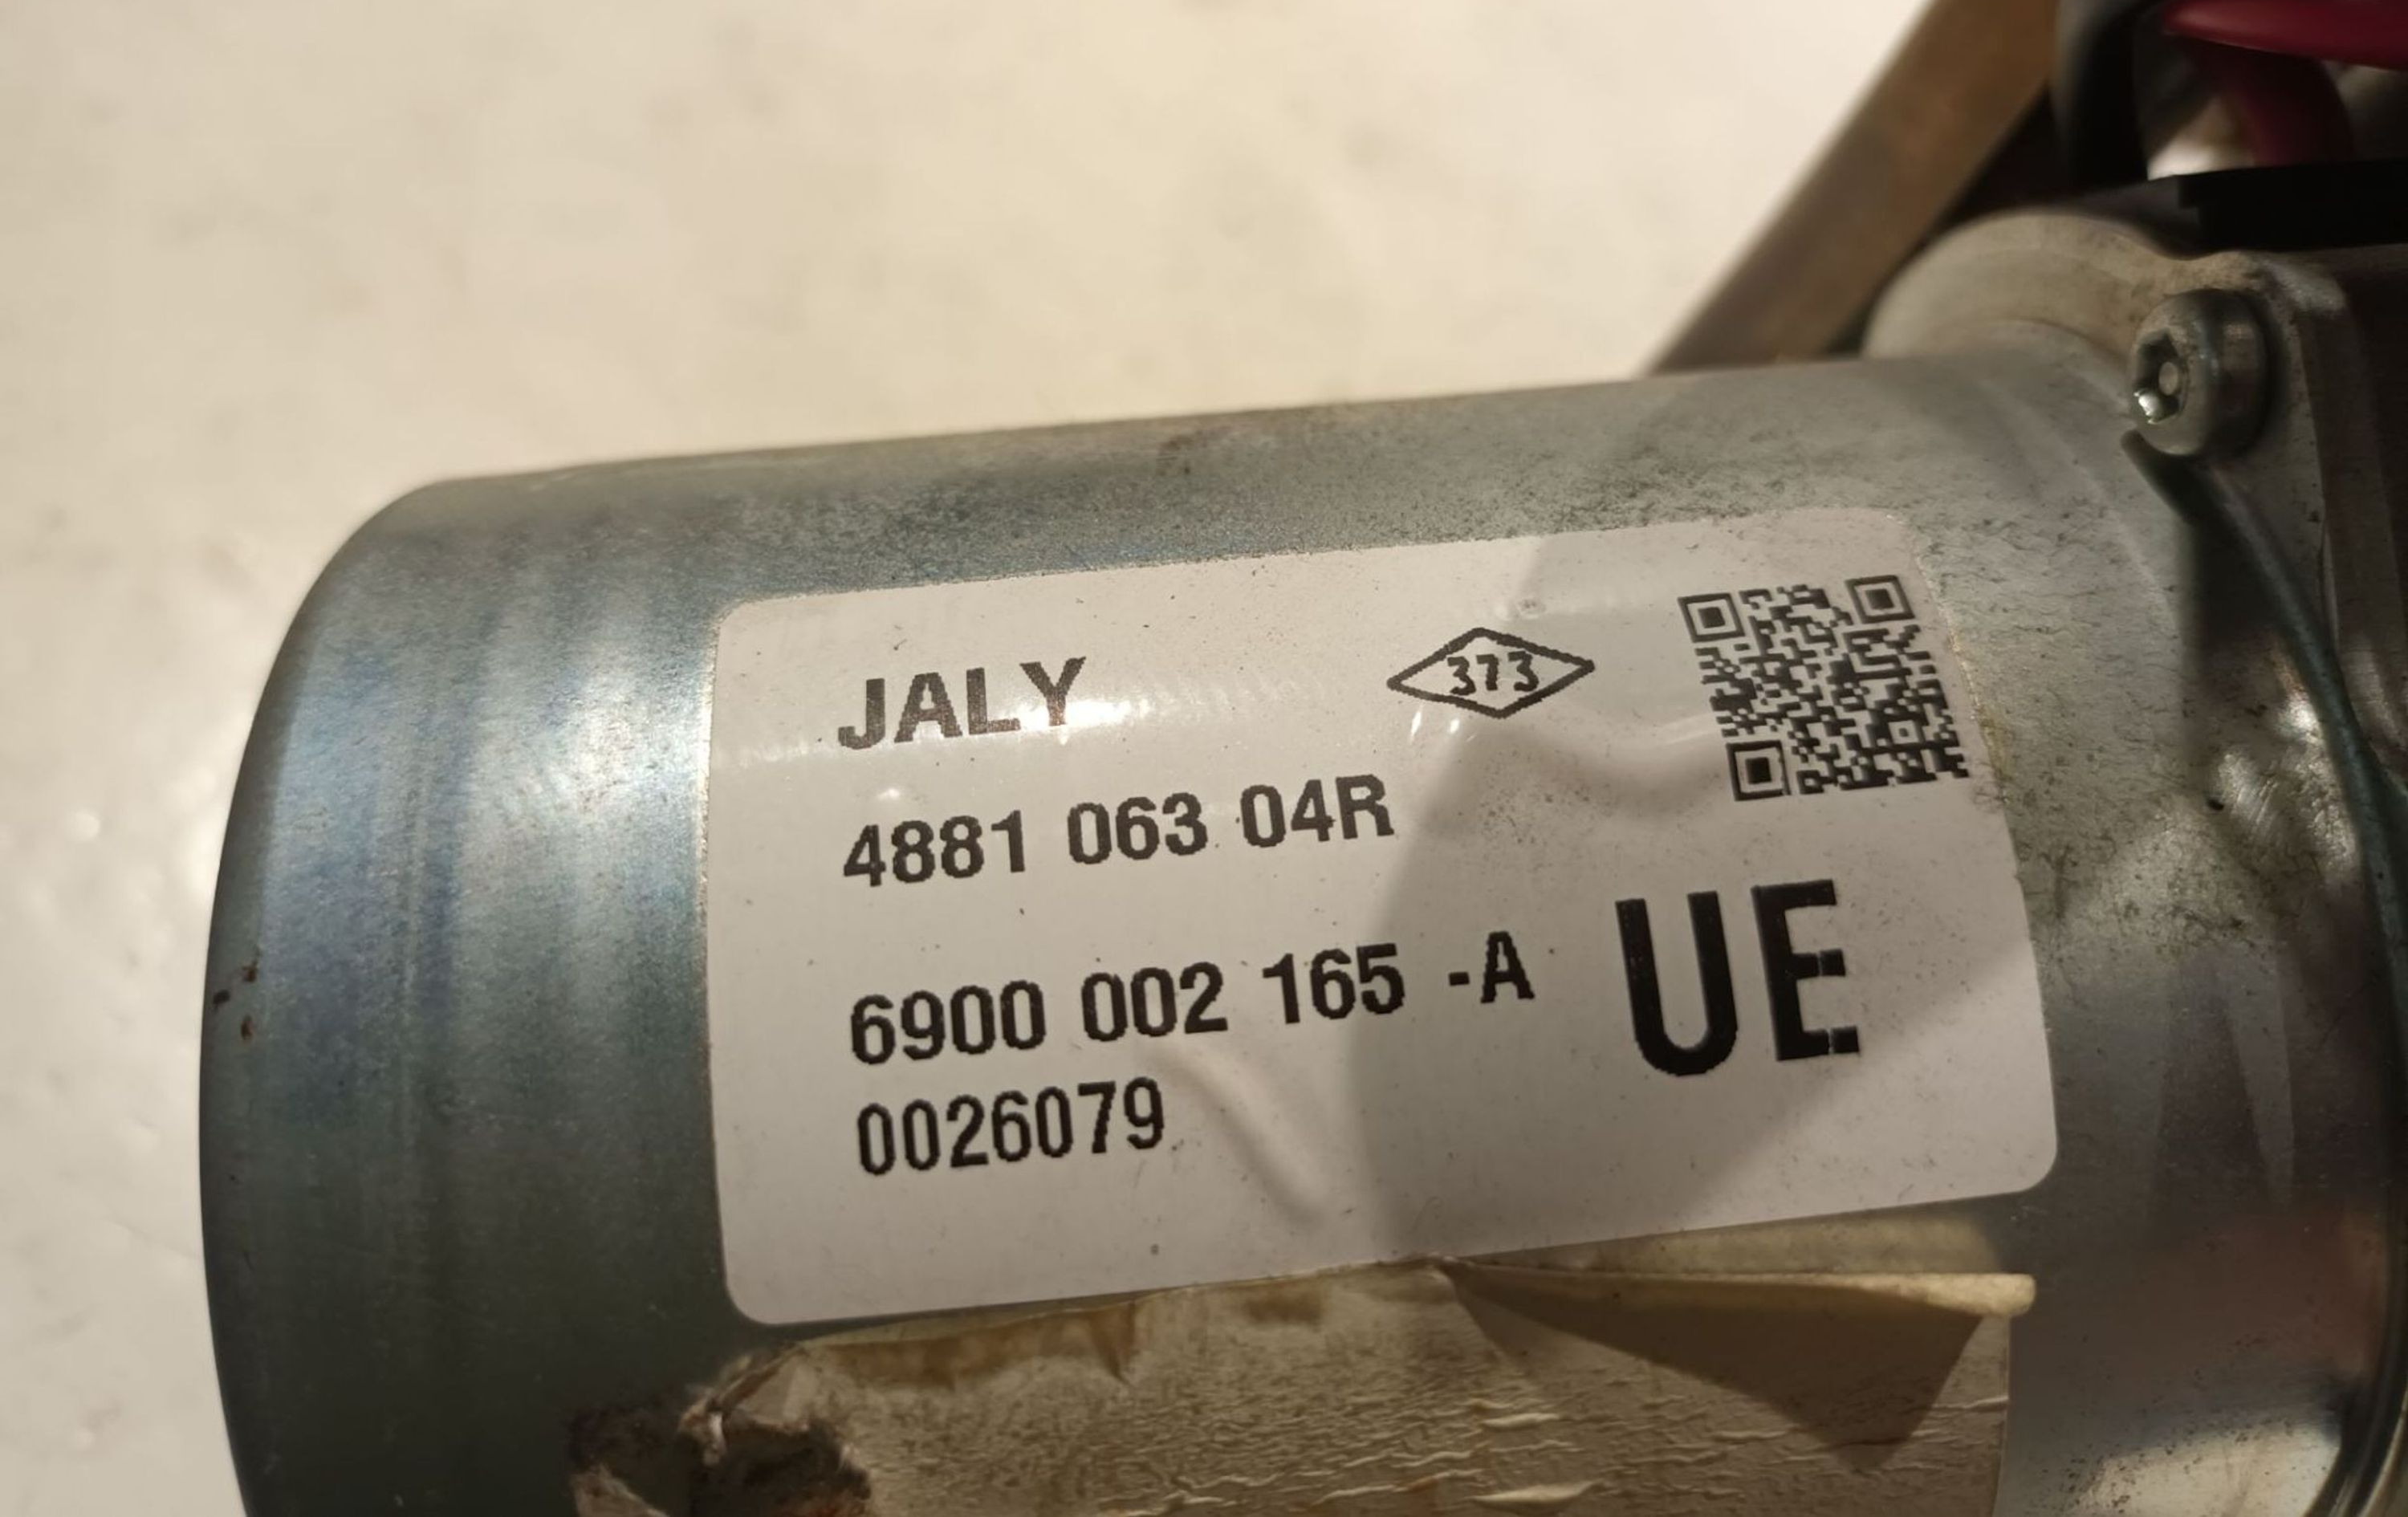 JALY
373
4881 063 04R
6900 002 165 -A
UE
0026079